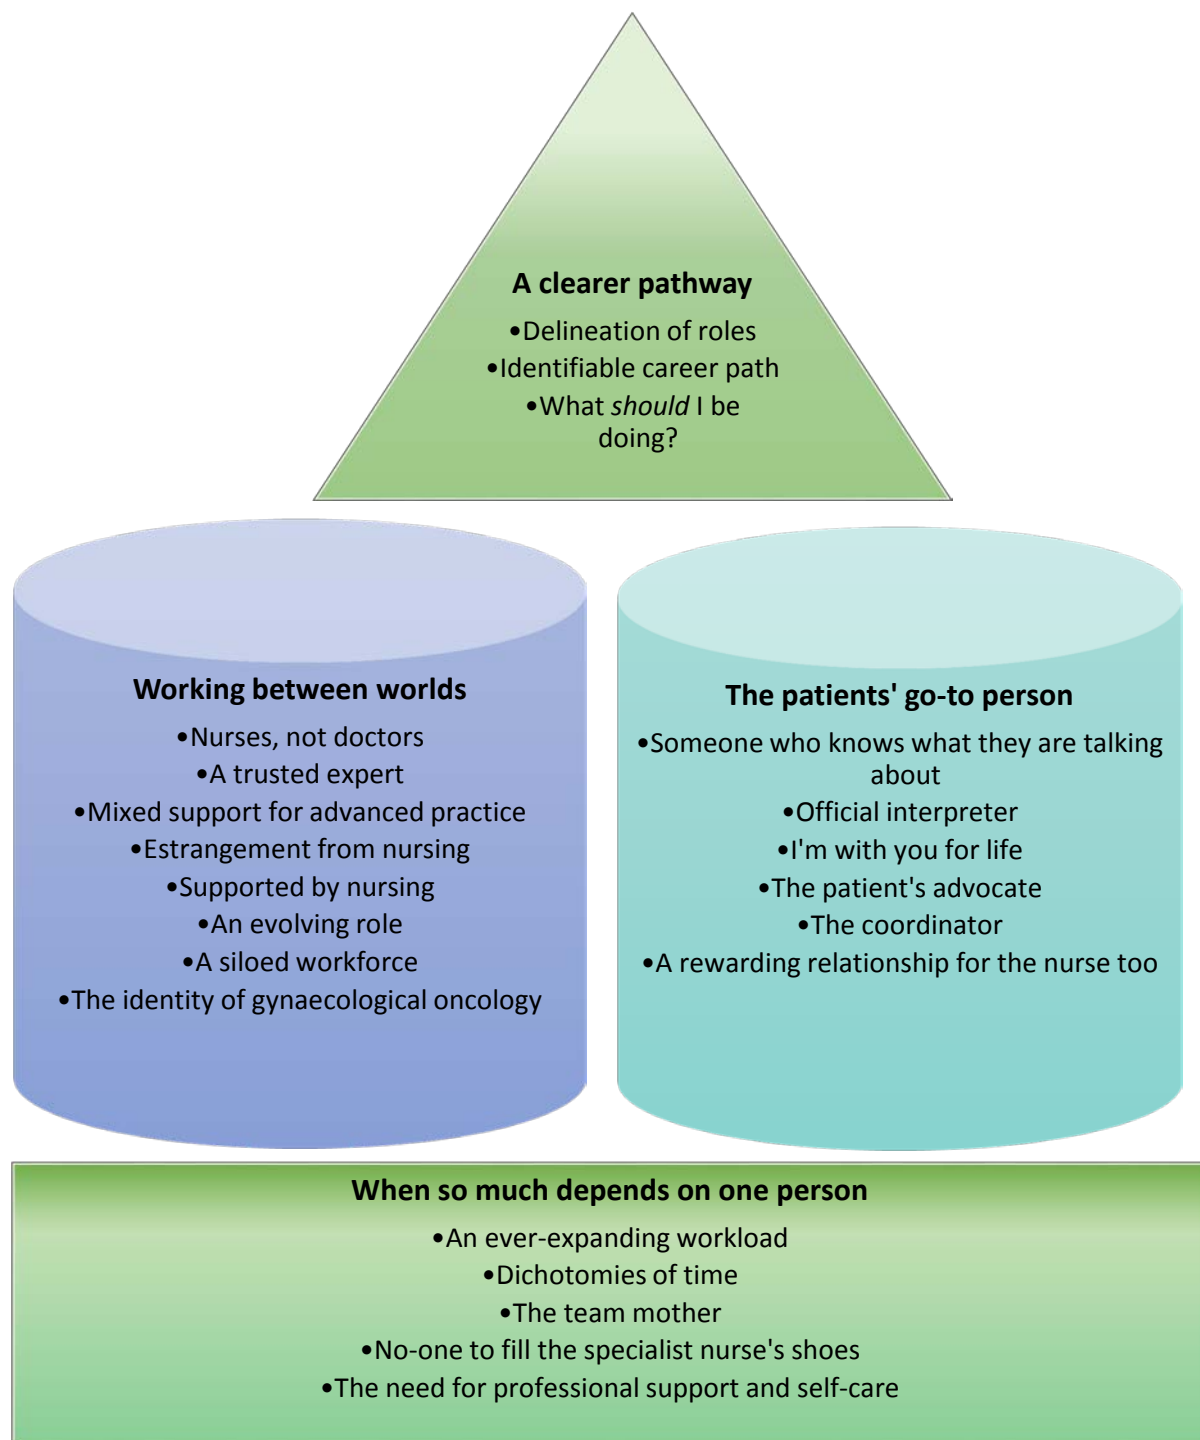 A clearer pathway
•Delineation of roles
•Identifiable career path
•What should I be
doing?
Working between worlds
•Nurses, not doctors
•A trusted expert
•Mixed support for advanced practice
•Estrangement from nursing
•Supported by nursing
•An evolving role
•A siloed workforce
•The identity of gynaecological oncology
The patients' go-to person
•Someone who knows what they are talking
about
•Official interpreter
•I'm with you for life
•The patient's advocate
•The coordinator
•A rewarding relationship for the nurse too
When so much depends on one person
•An ever-expanding workload
•Dichotomies of time
•The team mother
•No-one to fill the specialist nurse's shoes
•The need for professional support and self-care